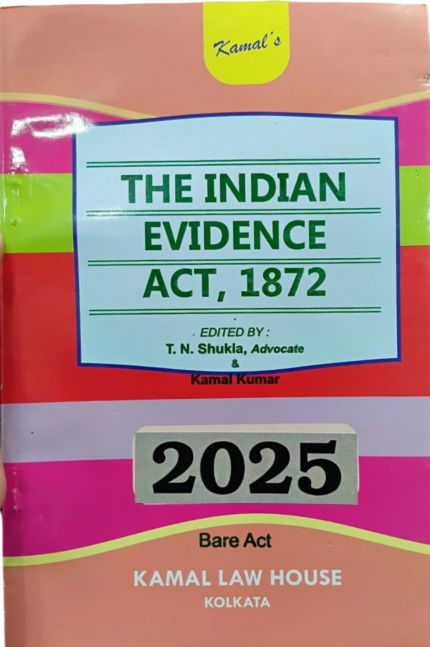 Kamal's
THE INDIAN
EVIDENCE
ACT, 1872
EDITED BY :
T. N. Shukla, Advocate
&
Kamal Kumar
2025
Bare Act
KAMAL LAW HOUSE
KOLKATA